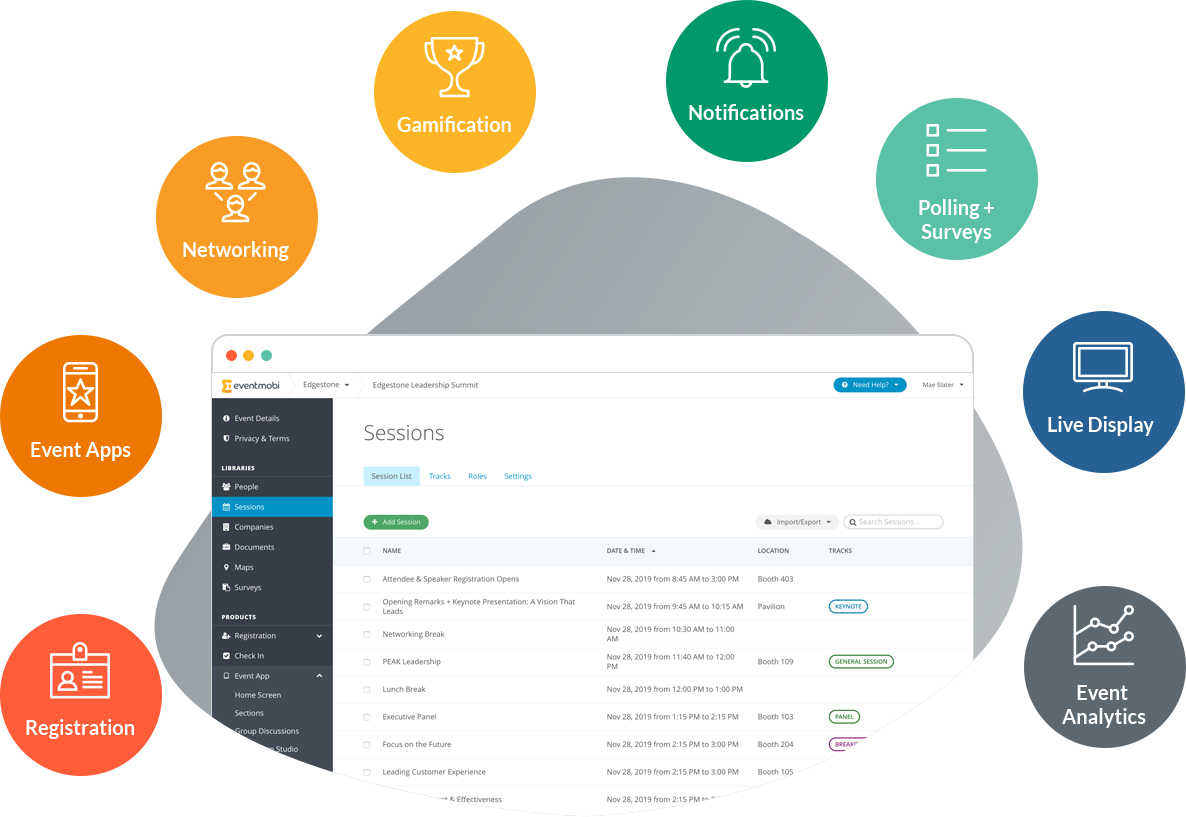 Notifications
Gamification
Polling +
Surveys
Networking
Live Display
Event Apps
Event
Analytics
Registration
eventmobi
Edgestone
Edgestone Leadership Summit
Need Help?
Mae Slater
Event Details
Privacy & Terms
LIBRARIES
People
Sessions
Companies
Documents
Maps
Surveys
PRODUCTS
Registration
Check In
Event App
Home Screen
Sections
Group Discussions
Studio
Sessions
Session List Tracks Roles Settings
+ Add Session
Import/Export
Search Sessions...
NAME DATE & TIME LOCATION TRACKS
Attendee & Speaker Registration Opens Nov 28, 2019 from 8:45 AM to 3:00 PM Booth 403
Opening Remarks + Keynote Presentation: A Vision That
Leads
Nov 28, 2019 from 9:45 AM to 10:15 AM Pavilion KEYNOTE
Networking Break
Nov 28, 2019 from 10:30 AM to 11:00
AM
PEAK Leadership
Nov 28, 2019 from 11:40 AM to 12:00
PM
Booth 109 GENERAL SESSION
Lunch Break Nov 28, 2019 from 12:00 PM to 1:00 PM
Executive Panel Nov 28, 2019 from 1:15 PM to 2:15 PM Booth 103 PANEL
Focus on the Future Nov 28, 2019 from 2:15 PM to 3:00 PM Booth 204
Leading Customer Experience Nov 28, 2019 from 2:15 PM to 3:00 PM Booth 105
& Effectiveness Nov 28, 2019 from 2:15 PM